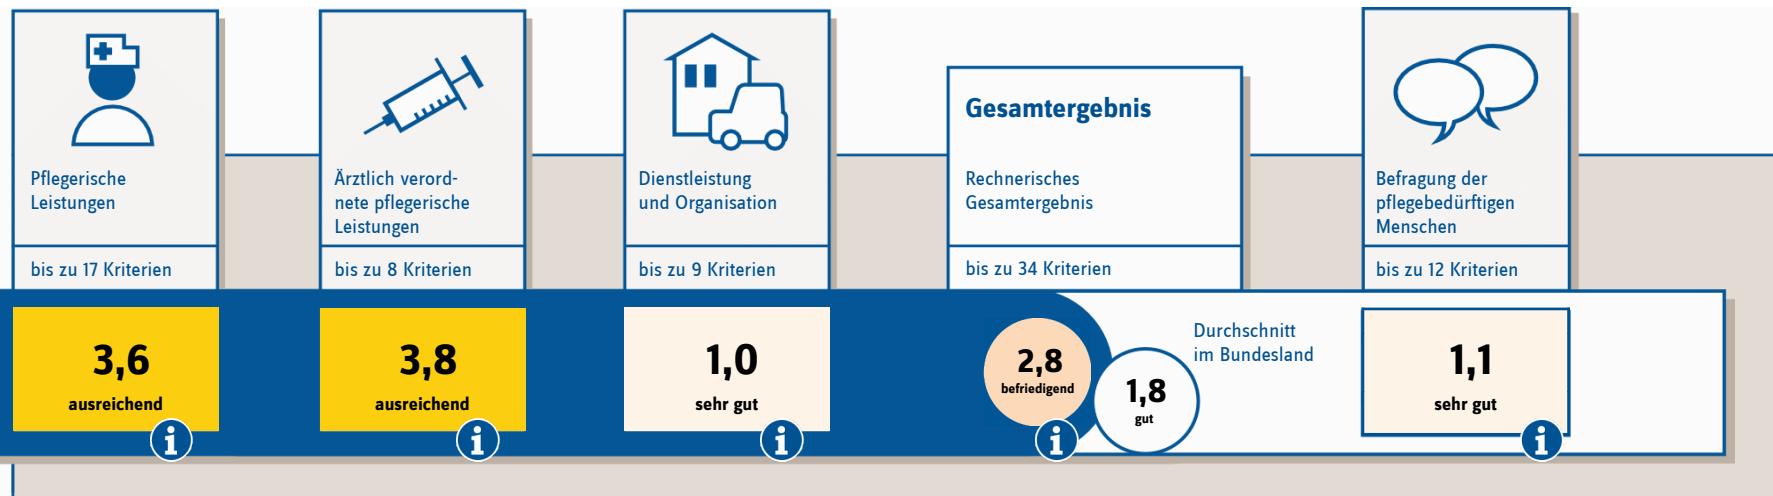 Pflegerische
Leistungen
bis zu 17 Kriterien
3,6
ausreichend
i
Ärztlich verord-
nete pflegerische
Leistungen
bis zu 8 Kriterien
3,8
ausreichend
i
Dienstleistung
und Organisation
bis zu 9 Kriterien
1,0
sehr gut
i
Gesamtergebnis
Rechnerisches
Gesamtergebnis
bis zu 34 Kriterien
2,8
befriedigend
i
1,8
gut
Durchschnitt
im Bundesland
Befragung der
pflegebedürftigen
Menschen
bis zu 12 Kriterien
1,1
sehr gut
i